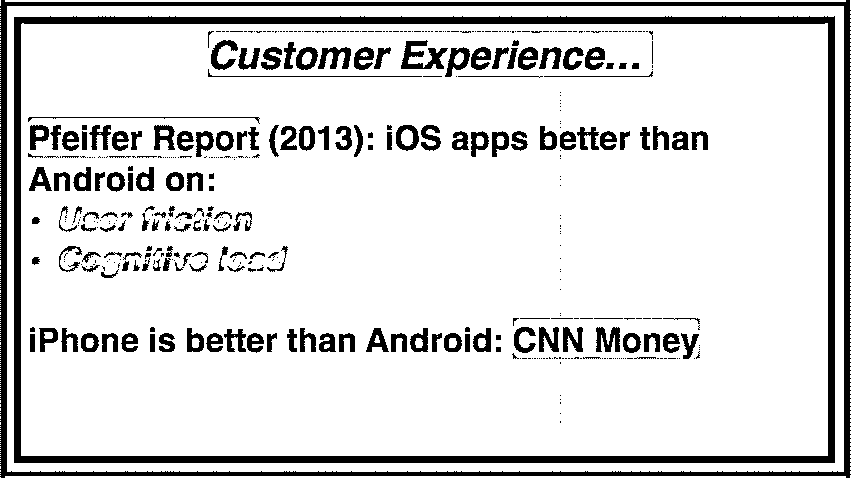 Customer Experience...
Pfeiffer Report (2013): iOS apps better than
Android on:
• User friction
• Cognitive load
iPhone is better than Android: CNN Money